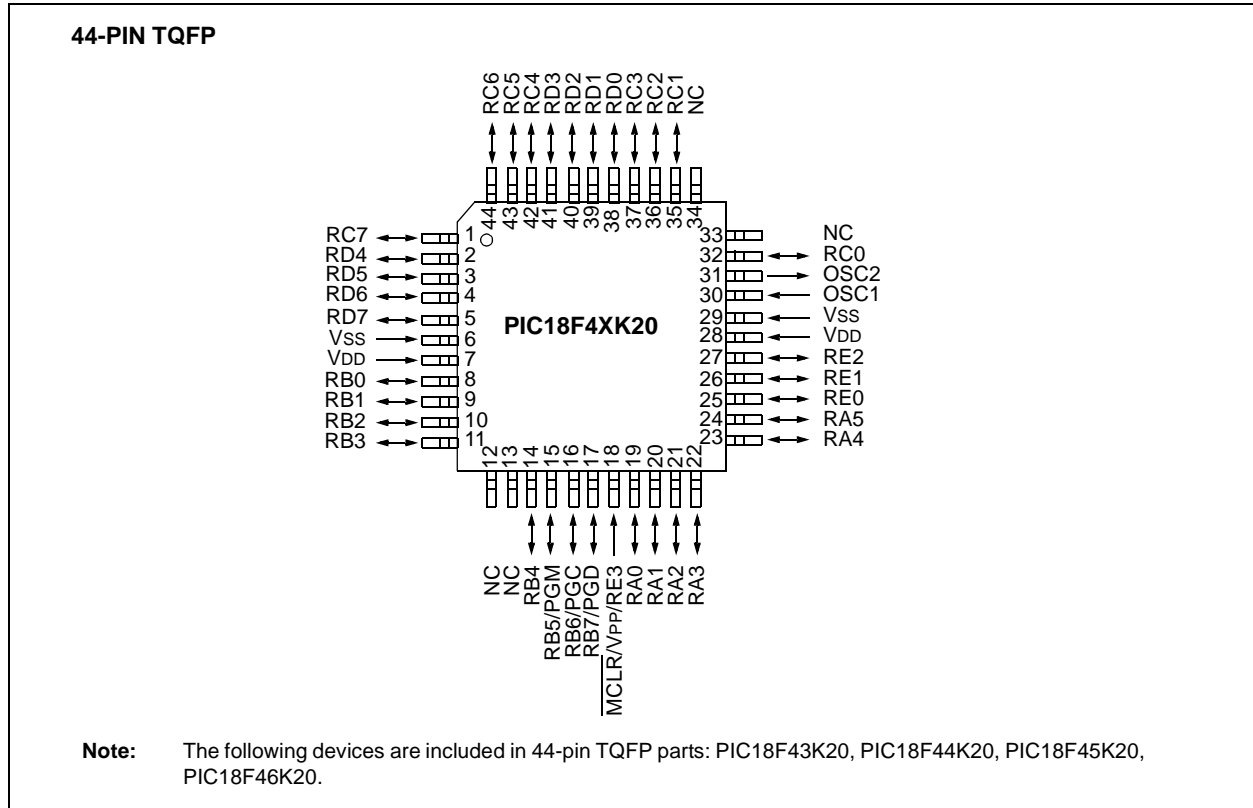 44-PIN TQFP
RC6
RC5
RC4
RD3
RD2
RD1
RD0
RC3
RC2
RC1
NC
44
43
42
41
40
39
38
37
36
35
34
RC7 1
RD4 2
RD5 3
RD6 4
RD7 5
VSS 6
VDD 7
RB0 8
RB1 9
RB2 10
RB3 11
PIC18F4XK20
33 NC
32 RC0
31 OSC2
30 OSC1
29 VSS
28 VDD
27 RE2
26 RE1
25 RE0
24 RA5
23 RA4
12
13
14
15
16
17
18
19
20
21
22
NC
NC
RB4
RB5/PGM
RB6/PGC
RB7/PGD
MCLR/VPP/RE3
RA0
RA1
RA2
RA3
Note: The following devices are included in 44-pin TQFP parts: PIC18F43K20, PIC18F44K20, PIC18F45K20,
PIC18F46K20.